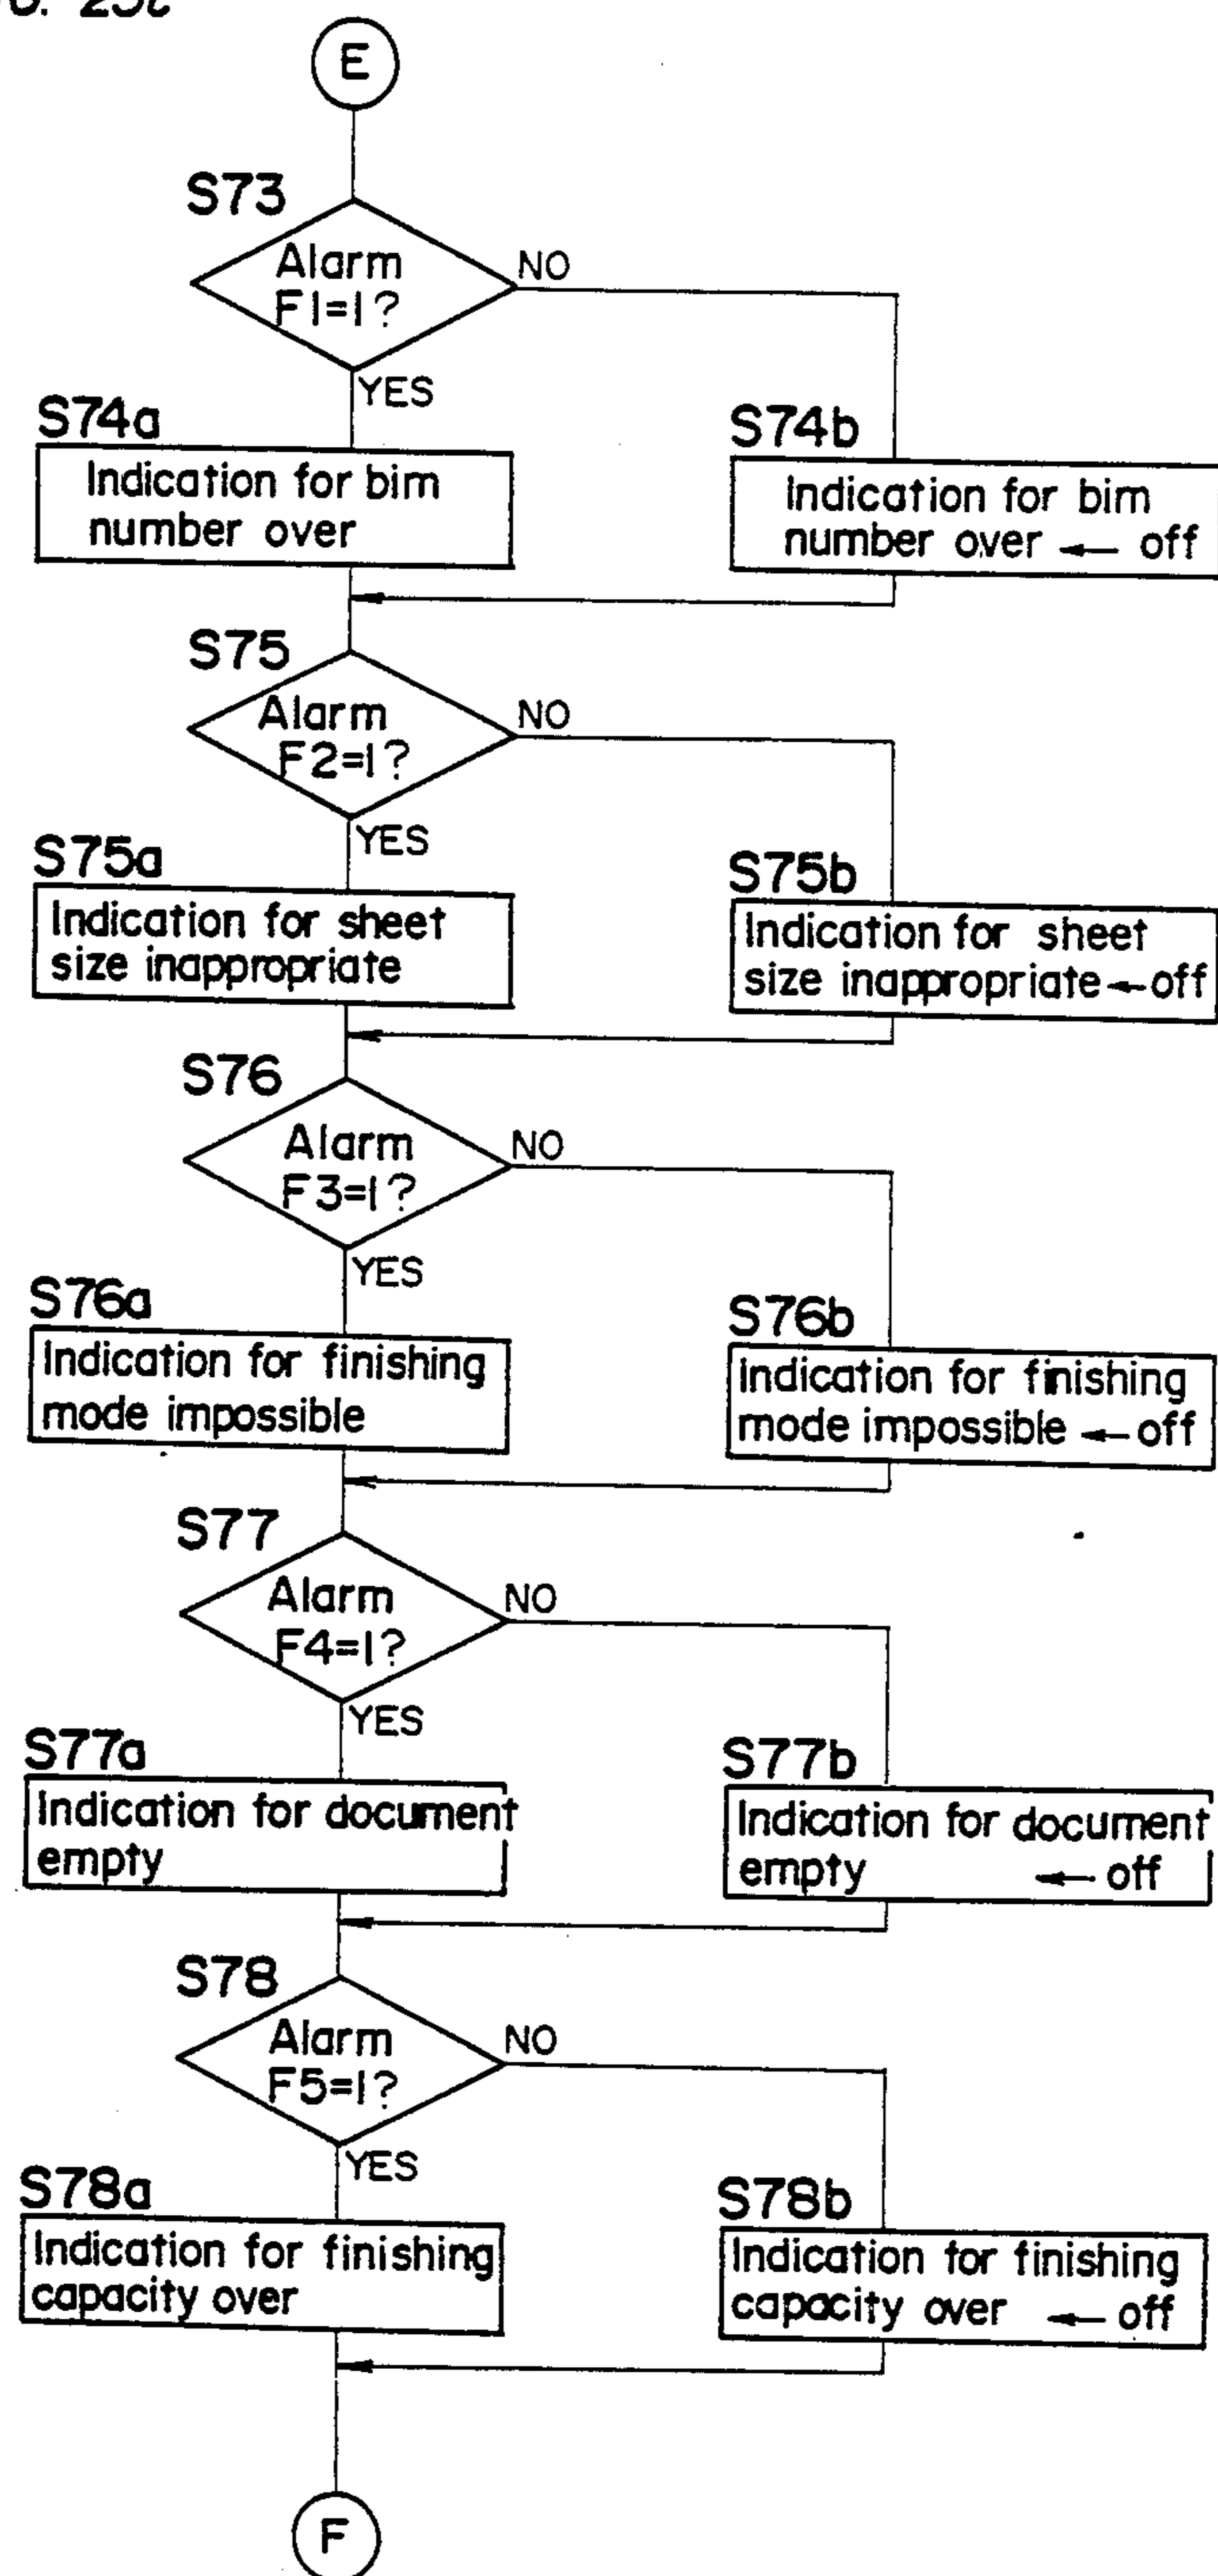 E
S73
Alarm
F1=1?
NO
YES
S74a
Indication for bim
number over
S74b
Indication for bim
number over ← off
S75
Alarm
F2=1?
NO
YES
S75a
Indication for sheet
size inappropriate
S75b
Indication for sheet
size inappropriate ← off
S76
Alarm
F3=1?
NO
YES
S76a
Indication for finishing
mode impossible
S76b
Indication for finishing
mode impossible ← off
S77
Alarm
F4=1?
NO
YES
S77a
Indication for document
empty
S77b
Indication for document
empty ← off
S78
Alarm
F5=1?
NO
YES
S78a
Indication for finishing
capacity over
S78b
Indication for finishing
capacity over ← off
F